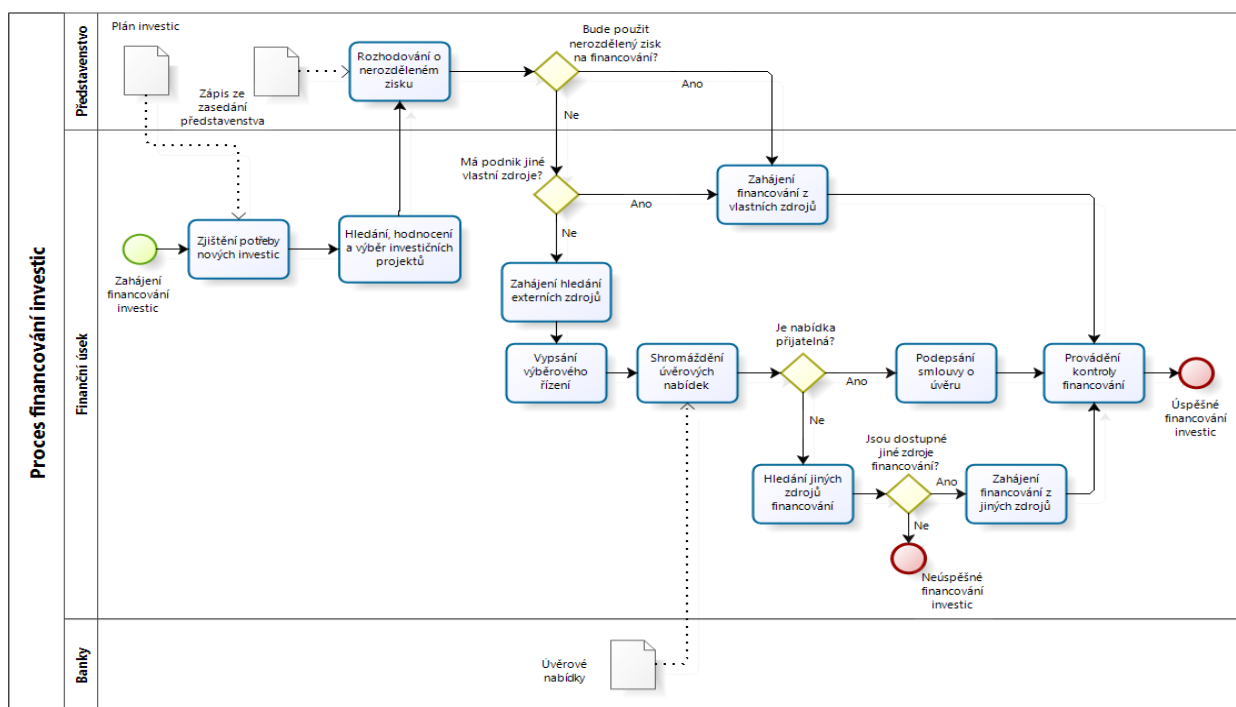 Proces financování investic
Představenstvo
Plán investic
Zápis ze
zasedání
představenstva
Rozhodování o
nerozděleném
zisku
Bude použit
nerozdělený zisk
na financování?
Ano
Ne
Finanční úsek
Má podnik jiné
vlastní zdroje?
Ano
Ne
Zahájení
financování z
vlastních zdrojů
Zahájení
financování
investic
Zjištění potřeby
nových investic
Hledání, hodnocení
a výběr investičních
projektů
Zahájení hledání
externích zdrojů
Vypsání
výběrového
řízení
Shromáždění
úvěrových
nabídek
Je nabídka
přijatelná?
Ano
Ne
Podepsání
smlouvy o
úvěru
Provádění
kontroly
financování
Úspěšné
financování
investic
Hledání jiných
zdrojů
financování
Jsou dostupné
jiné zdroje
financování?
Ano
Ne
Zahájení
financování z
jiných zdrojů
Neúspěšné
financování
investic
Banky
Úvěrové
nabídky